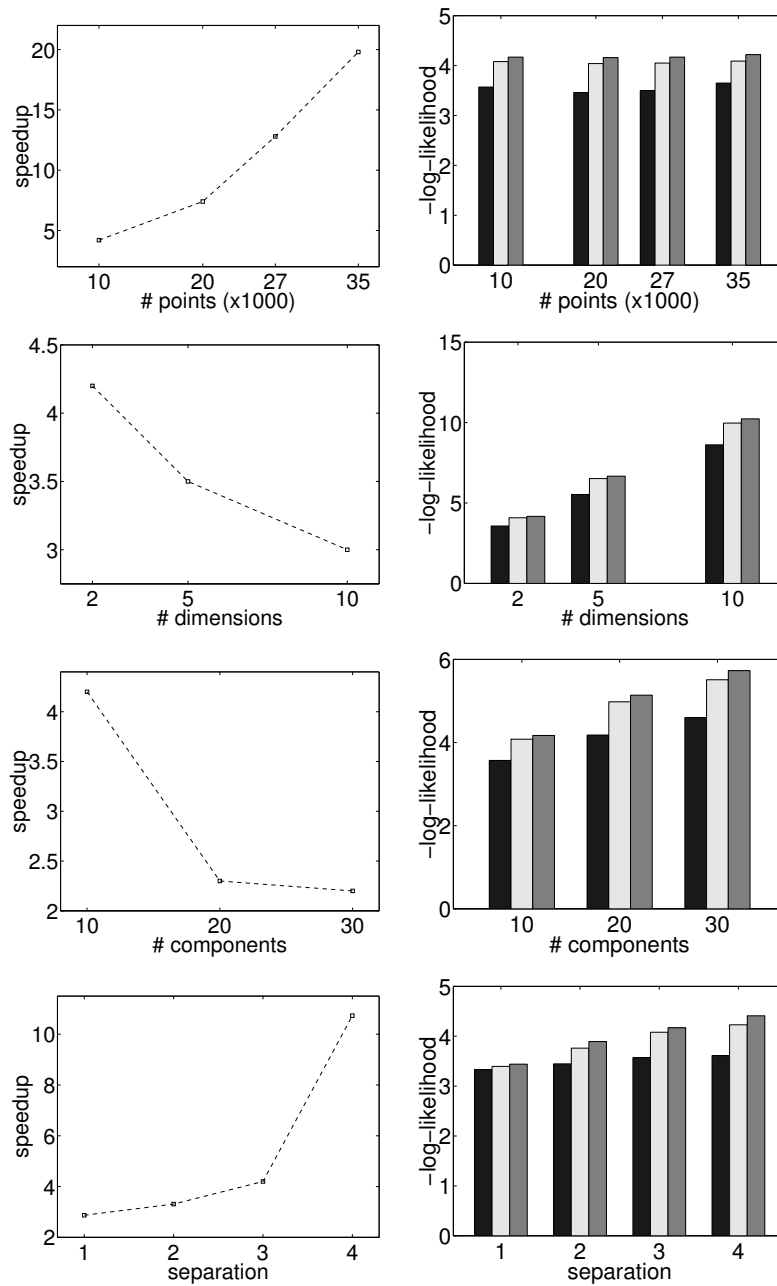 20
15
10
5
speedup
10 20 27 35
# points (x1000)
5
4
3
2
1
0
−log−likelihood
10 20 27 35
# points (x1000)
4.5
4
3.5
3
speedup
2 5 10
# dimensions
15
10
5
0
−log−likelihood
2 5 10
# dimensions
4
3.5
3
2.5
2
speedup
10 20 30
# components
6
4
2
0
−log−likelihood
10 20 30
# components
10
8
6
4
2
speedup
1 2 3 4
separation
5
4
3
2
1
0
−log−likelihood
1 2 3 4
separation